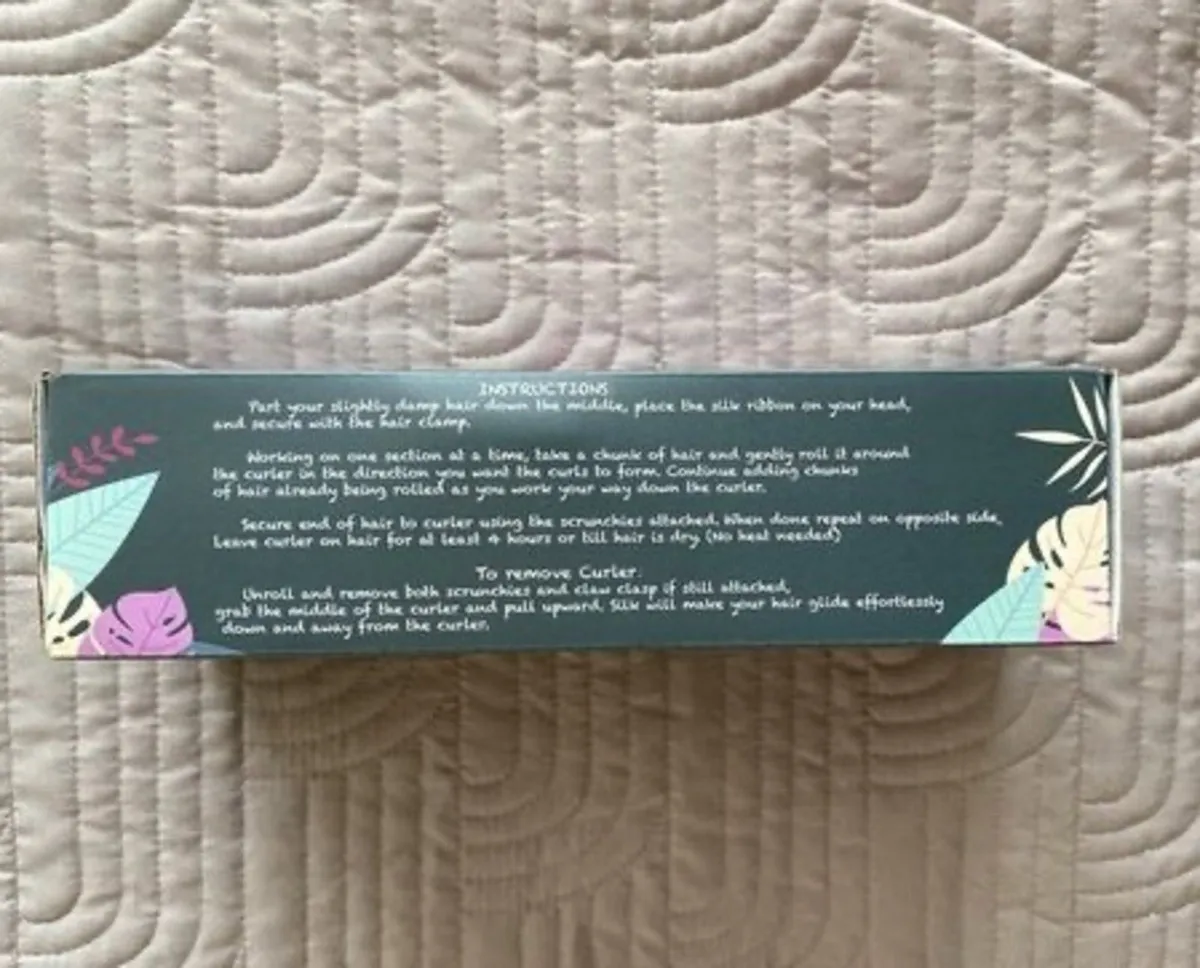 INSTRUCTIONS
Part your slightly damp hair down the middle, place the silk ribbon on your head,
and secure with the hair clamp.
Working on one section at a time, take a chunk of hair and gently roll it around
the curler in the direction you want the curls to form. Continue adding chunks
of hair already being rolled as you work your way down the curler.
Secure end of hair to curler using the scrunchies attached. When done repeat on opposite side,
Leave curler on hair for at least 4 hours or till hair is dry. (No heat needed)
To remove Curler:
Unroll and remove both scrunchies and claw clasp if still attached,
grab the middle of the curler and pull upward. Silk will make your hair glide effortlessly
down and away from the curler.